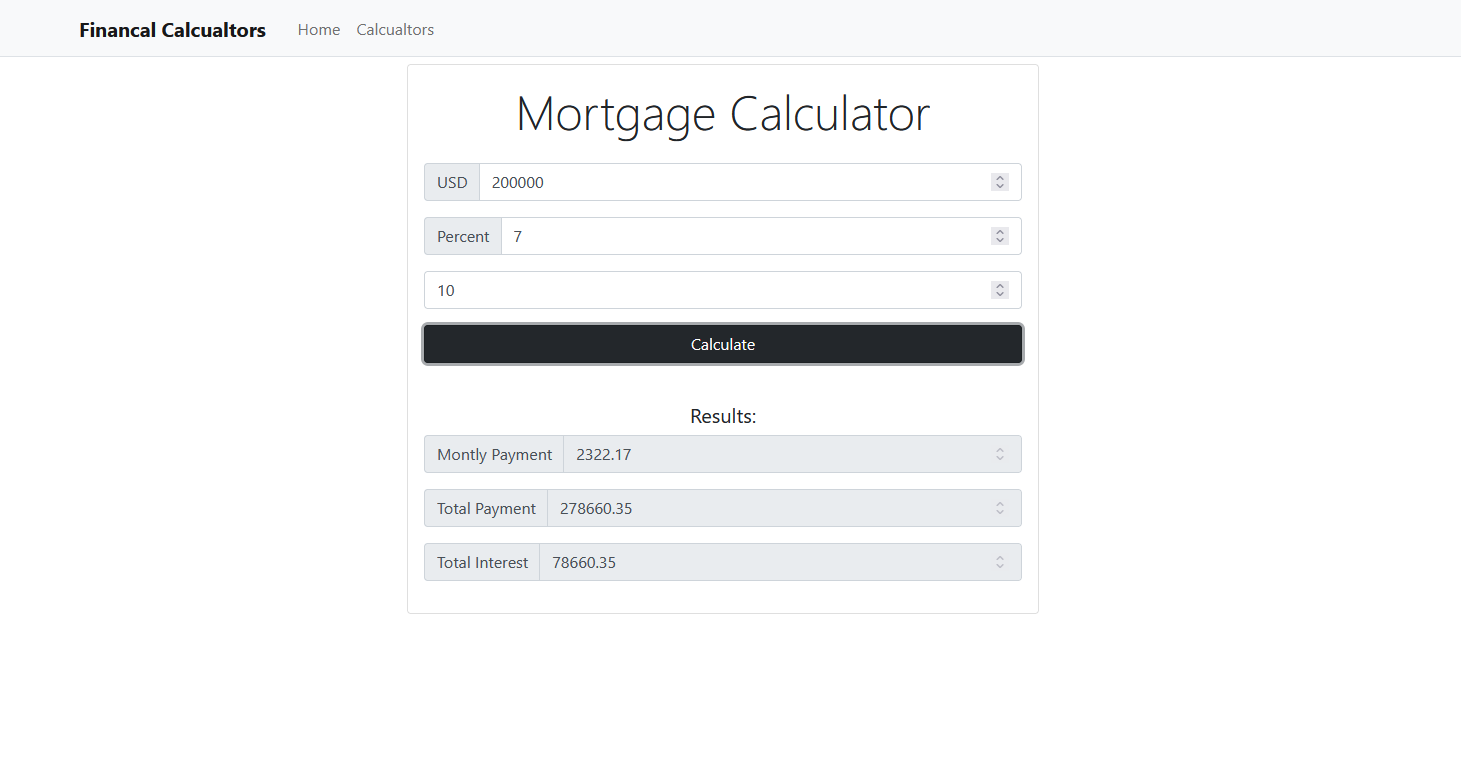 Financal Calcualtors Home Calcualtors
Mortgage Calculator
USD 200000
Percent 7
10
Calculate
Results:
Montly Payment 2322.17
Total Payment 278660.35
Total Interest 78660.35